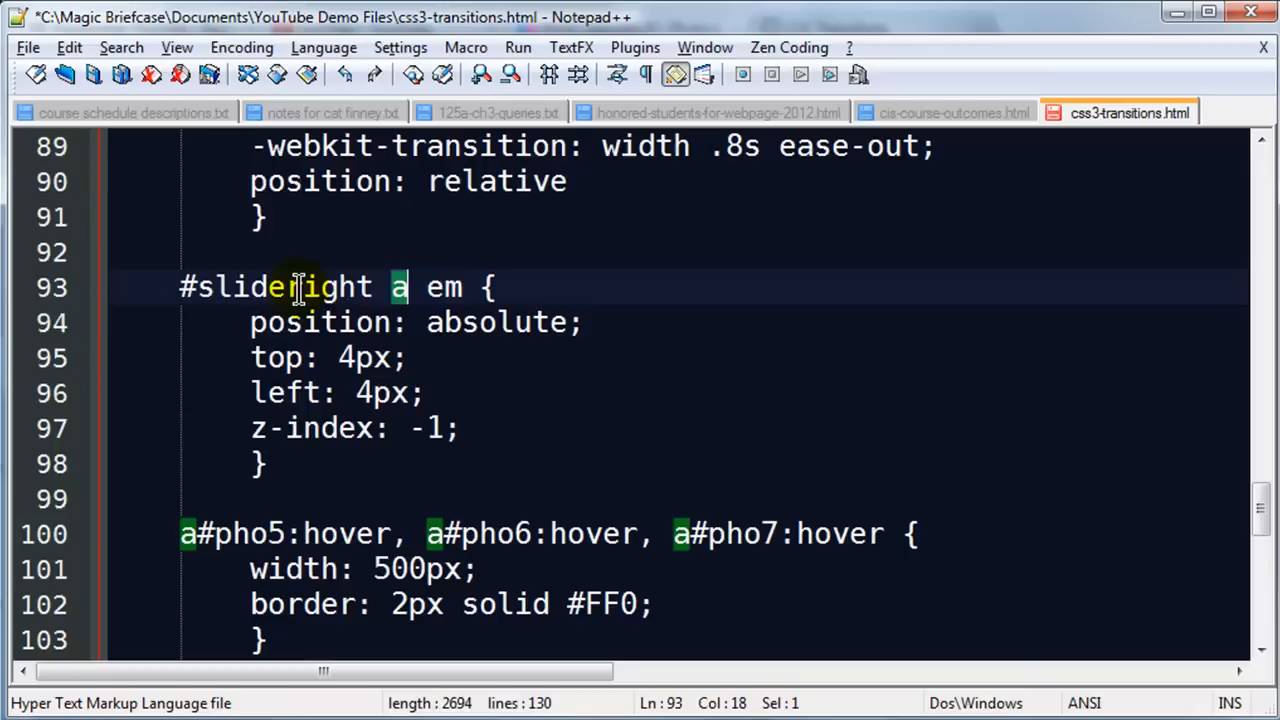 *C:\Magic Briefcase\Documents\YouTube Demo Files\css3-transitions.html - Notepad++
File Edit Search View Encoding Language Settings Macro Run TextFX Plugins Window Zen Coding ? X
course schedule descriptions.txt notes for cat finney.txt 125a-ch3-queries.txt honored-students-for-webpage-2012.html cis-course-outcomes.html css3-transitions.html
89 -webkit-transition: width .8s ease-out;
90 position: relative
91 }
92
93 #slideright a em {
94 position: absolute;
95 top: 4px;
96 left: 4px;
97 z-index: -1;
98 }
99
100 a#pho5:hover, a#pho6:hover, a#pho7:hover {
101 width: 500px;
102 border: 2px solid #FF0;
103 }
Hyper Text Markup Language file length : 2694 lines : 130 Ln : 93 Col : 18 Sel : 1 Dos\Windows ANSI INS